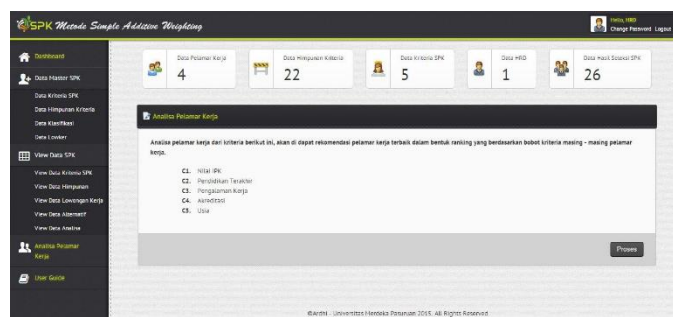 SPK Metode Simple Additive Weighting
Hello, HRD
Change Password Logout
Dashboard
Data Master SPK
Data Kriteria SPK
Data Himpunan Kriteria
Data Klasifikasi
Data Lowker
View Data SPK
View Data Kriteria SPK
View Data Himpunan
View Data Lowongan Kerja
View Data Alternatif
View Data Analisa
Analisa Pelamar
Kerja
User Guide
Data Pelamar Kerja
4
Data Himpunan Kriteria
22
Data Kriteria SPK
5
Data HRD
1
Data Hasil Seleksi SPK
26
Analisa Pelamar Kerja
Analisa pelamar kerja dari kriteria berikut ini, akan di dapat rekomendasi pelamar kerja terbaik dalam bentuk ranking yang berdasarkan bobot kriteria masing - masing pelamar
kerja.
C1. Nilai IPK
C2. Pendidikan Terakhir
C3. Pengalaman Kerja
C4. Akreditasi
C5. Usia
Proses
©Ardhi - Universitas Merdeka Pasuruan 2015. All Rights Reserved